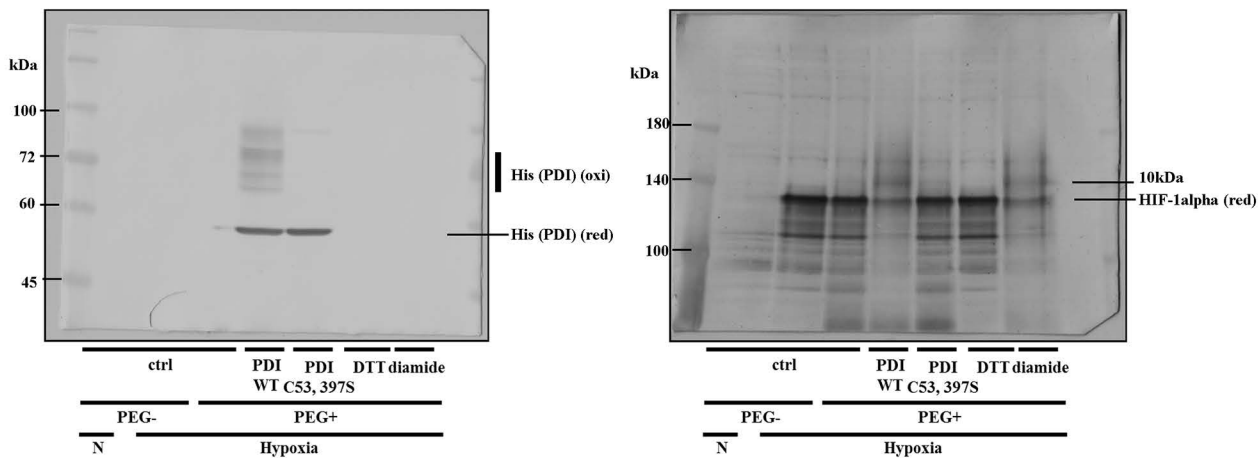 kDa
100
72
60
45
His (PDI) (oxi)
His (PDI) (red)
ctrl PDI PDI DTT diamide
WT C53, 397S
PEG- PEG+
N Hypoxia
kDa
180
140
100
10kDa
HIF-1alpha (red)
ctrl PDI PDI DTT diamide
WT C53, 397S
PEG- PEG+
N Hypoxia